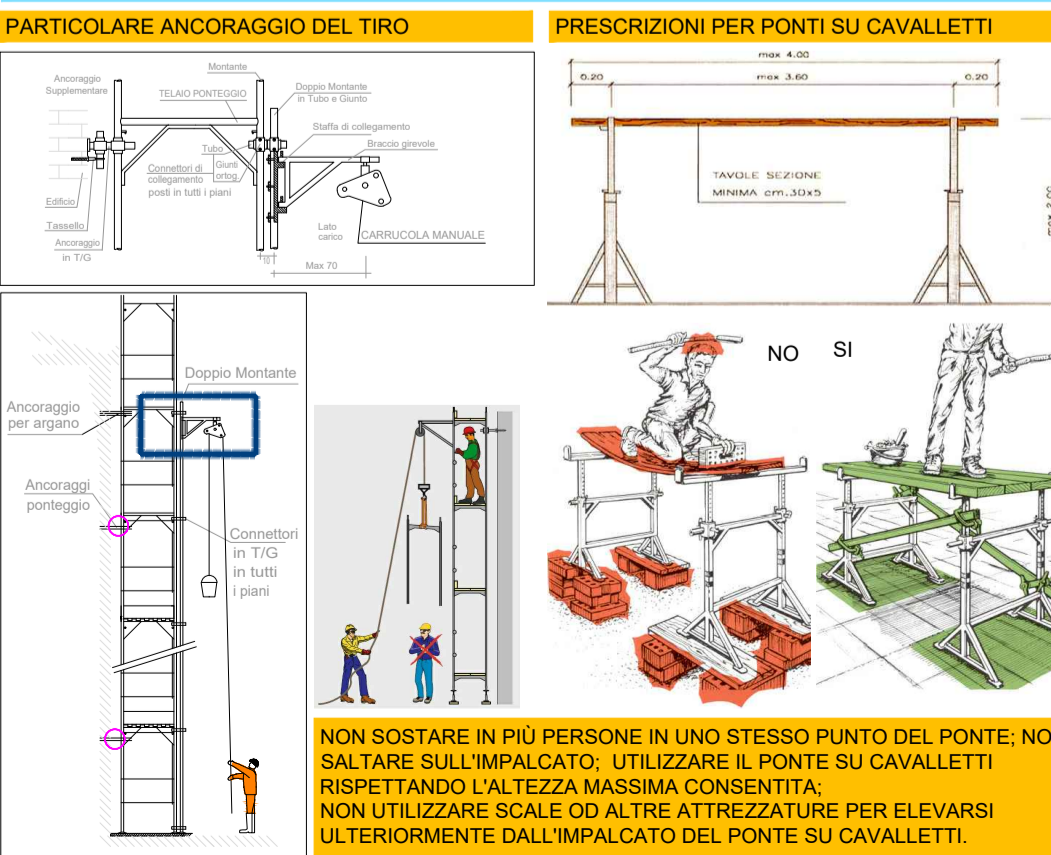 PARTICOLARE ANCORAGGIO DEL TIRO
Ancoraggio
Supplementare
Montante
TELAIO PONTEGGIO
Doppio Montante
in Tubo e Giunto
Staffa di collegamento
Braccio girevole
Tubo
Giunti
ortog.
Connettori di
collegamento
posti in tutti i piani
Edificio
Tassello
Ancoraggio
in T/G
Lato
carico
CARRUCOLA MANUALE
10
Max 70
Doppio Montante
Ancoraggio
per argano
Ancoraggi
ponteggio
Connettori
in T/G
in tutti
i piani
PRESCRIZIONI PER PONTI SU CAVALLETTI
max 4.00
0.20
max 3.60
0.20
TAVOLE SEZIONE
MINIMA cm.30x5
max 2.00
NO
SI
NON SOSTARE IN PIÙ PERSONE IN UNO STESSO PUNTO DEL PONTE; NO
SALTARE SULL'IMPALCATO; UTILIZZARE IL PONTE SU CAVALLETTI
RISPETTANDO L'ALTEZZA MASSIMA CONSENTITA;
NON UTILIZZARE SCALE OD ALTRE ATTREZZATURE PER ELEVARSI
ULTERIORMENTE DALL'IMPALCATO DEL PONTE SU CAVALLETTI.